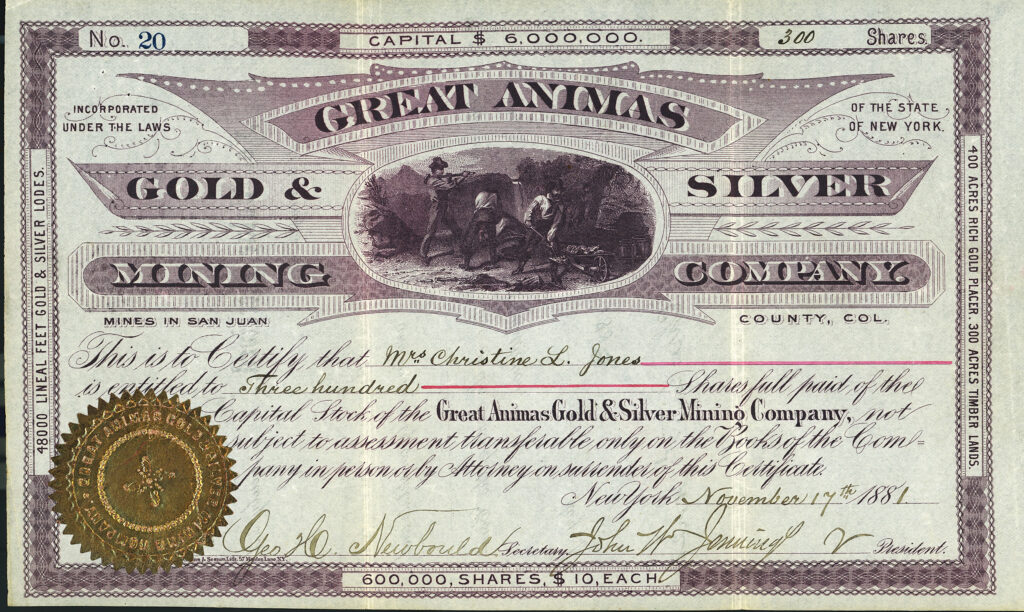 No. 20
CAPITAL $ 6,000,000.
300 Shares.
INCORPORATED
UNDER THE LAWS
OF THE STATE
OF NEW YORK.
GREAT ANIMAS
GOLD & SILVER
MINING COMPANY.
MINES IN SAN JUAN COUNTY, COL.
48000 LINEAL FEET GOLD & SILVER LODES.
400 ACRES RICH GOLD PLACER. 300 ACRES TIMBER LANDS.
This is to Certify that Mrs. Christine L. Jones
is entitled to Three hundred Shares full paid of the
Capital Stock of the Great Animas Gold & Silver Mining Company, not
subject to assessment transferable only on the Books of the Com=
pany in person or by Attorney on surrender of this Certificate.
New York November 17th 1881
Geo. H. Newbould Secretary. John W Jennings V President.
600,000, SHARES, $ 10, EACH